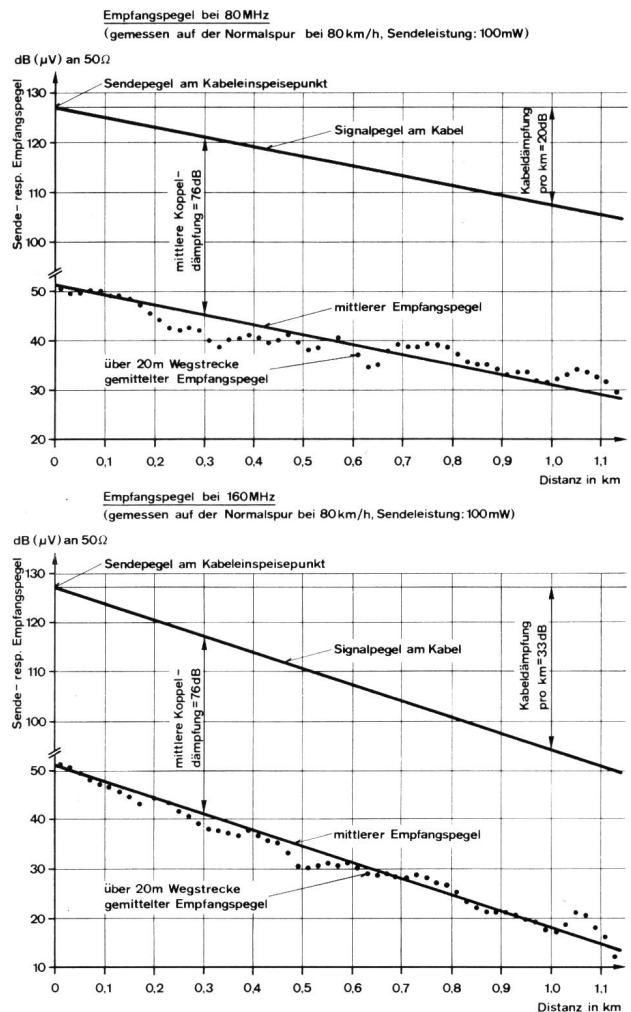 Empfangspegel bei 80MHz
(gemessen auf der Normalspur bei 80 km/h, Sendeleistung: 100mW)
dB (µV) an 50Ω
Sendepegel am Kabeleinspeisepunkt
Signalpegel am Kabel
Kabeldämpfung
pro km = 20dB
mittlere Koppel-
dämpfung = 76dB
Sende- resp. Empfangspegel
130
120
110
100
50
40
30
20
mittlerer Empfangspegel
über 20m Wegstrecke
gemittelter Empfangspegel
0 0,1 0,2 0,3 0,4 0,5 0,6 0,7 0,8 0,9 1,0 1,1
Distanz in km
Empfangspegel bei 160MHz
(gemessen auf der Normalspur bei 80 km/h, Sendeleistung: 100mW)
dB (µV) an 50Ω
Sendepegel am Kabeleinspeisepunkt
Signalpegel am Kabel
Kabeldämpfung
pro km = 33dB
mittlere Koppel-
dämpfung = 76dB
Sende- resp. Empfangspegel
130
120
110
100
50
40
30
20
10
mittlerer Empfangspegel
über 20m Wegstrecke
gemittelter Empfangspegel
0 0,1 0,2 0,3 0,4 0,5 0,6 0,7 0,8 0,9 1,0 1,1
Distanz in km